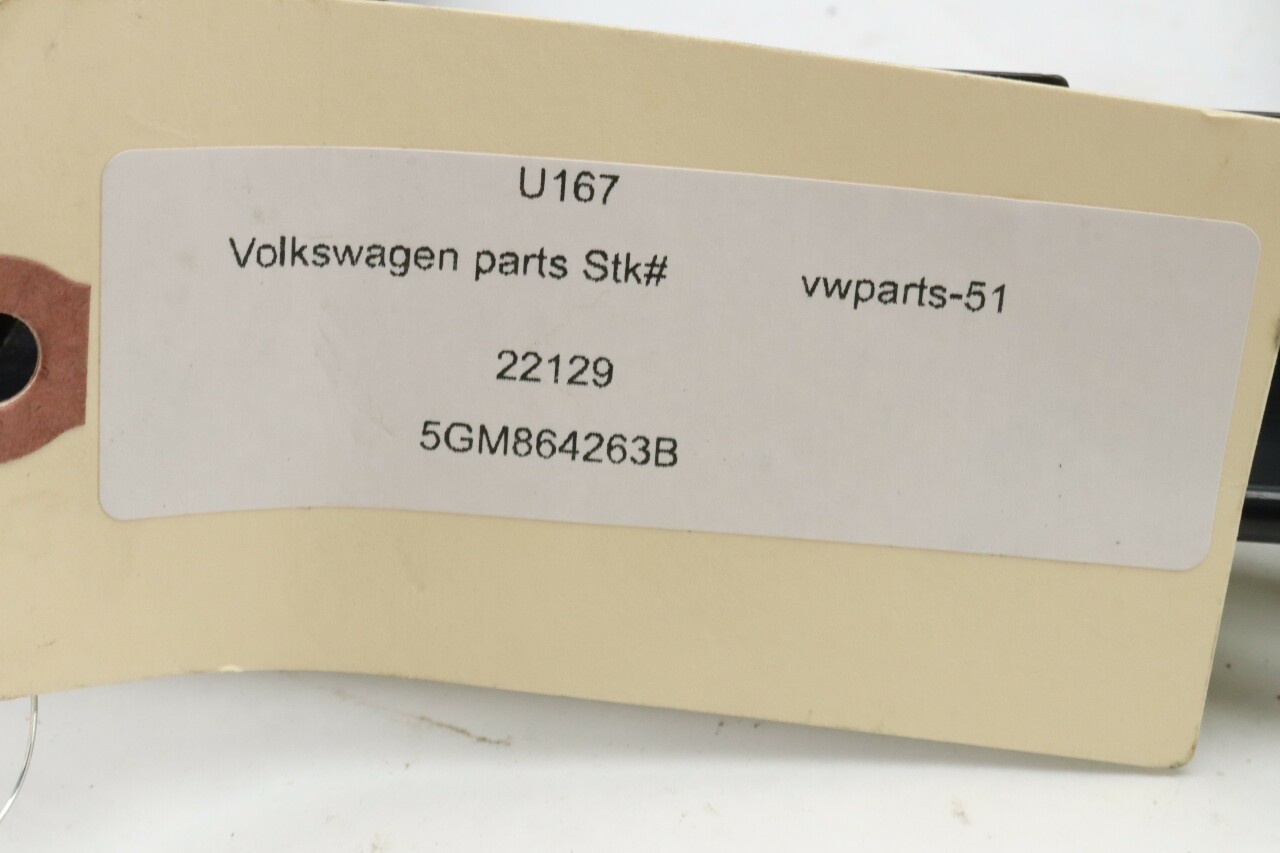 U167
Volkswagen parts Stk# vwparts-51
22129
5GM864263B